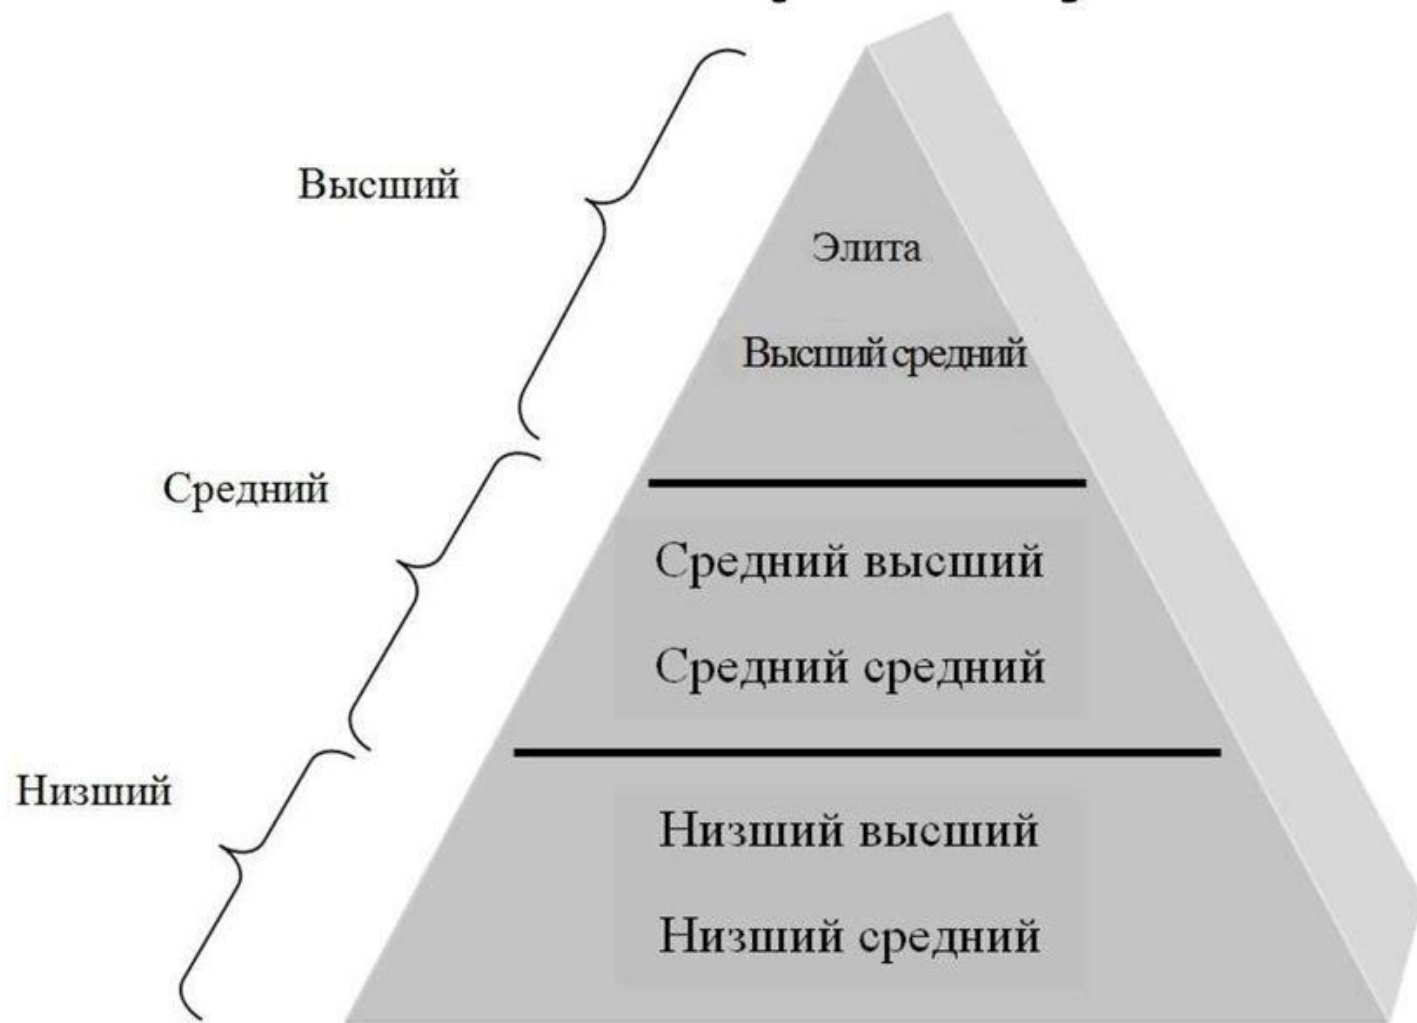 Высший
Элита
Высший средний
Средний
Средний высший
Средний средний
Низший
Низший высший
Низший средний